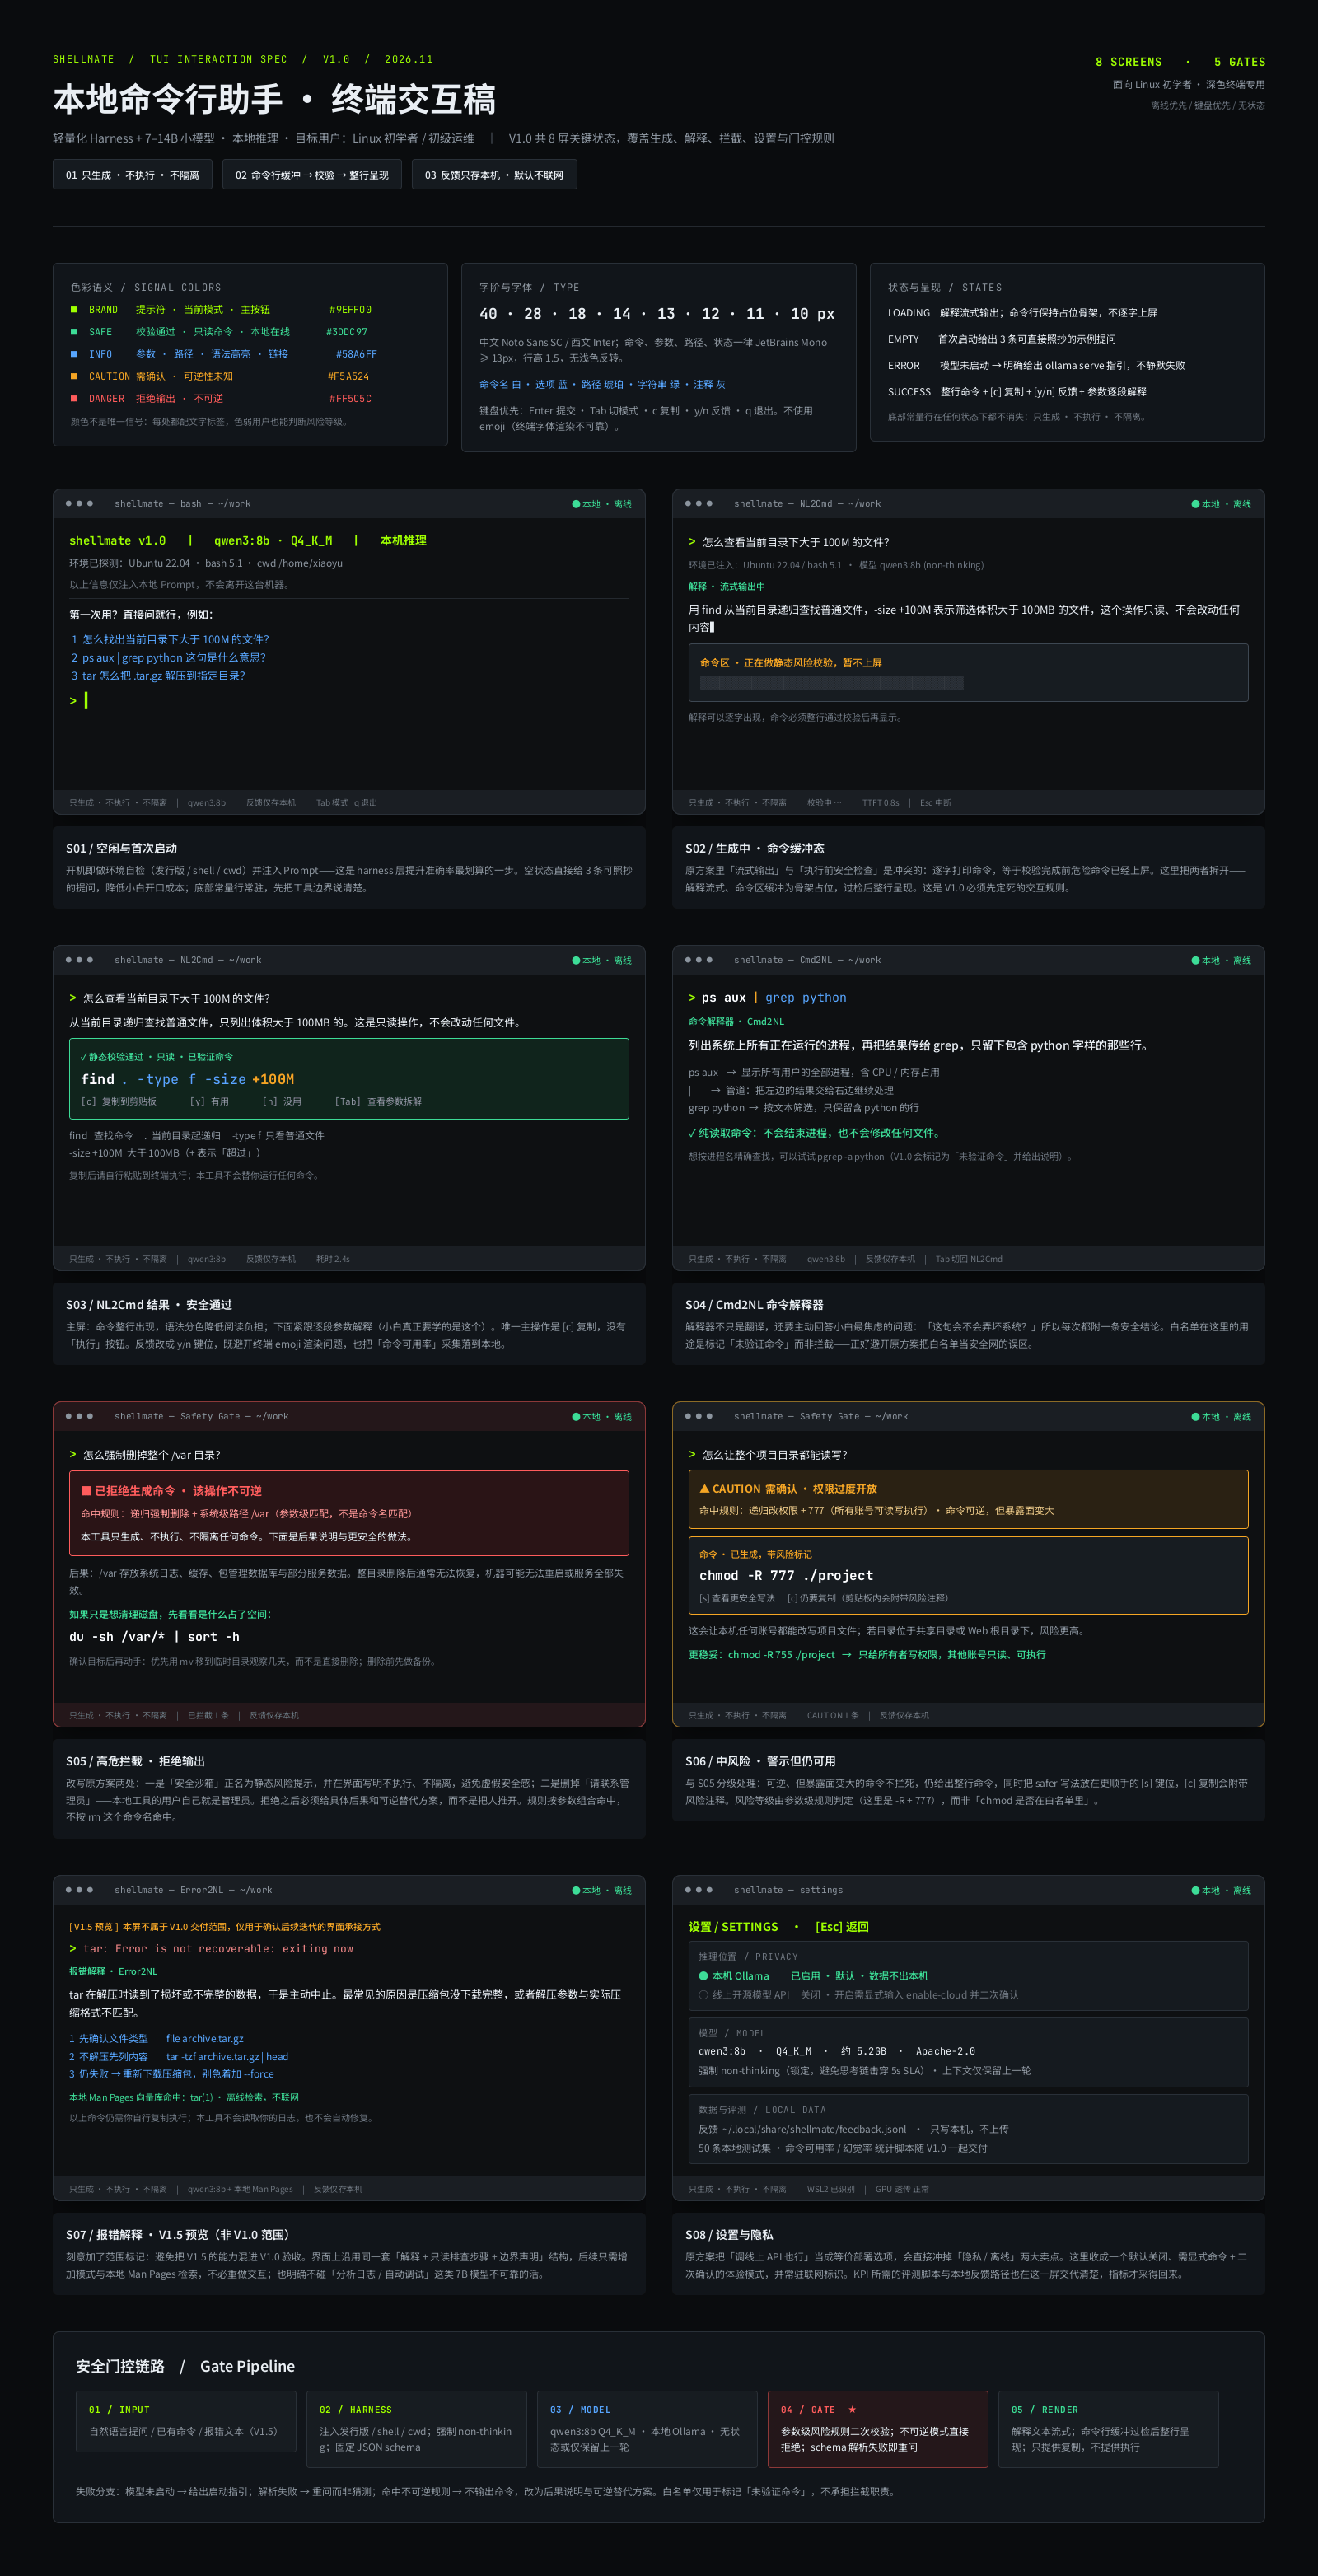 SHELLMATE / TUI INTERACTION SPEC / V1.0 / 2026.11
本地命令行助手 · 终端交互稿
轻量化 Harness + 7–14B 小模型 · 本地推理 · 目标用户：Linux 初学者 / 初级运维 | V1.0 共 8 屏关键状态，覆盖生成、解释、拦截、设置与门控规则
01 只生成 · 不执行 · 不隔离
02 命令行缓冲 → 校验 → 整行呈现
03 反馈只存本机 · 默认不联网
8 SCREENS · 5 GATES
面向 Linux 初学者 · 深色终端专用
离线优先 / 键盘优先 / 无状态
色彩语义 / SIGNAL COLORS
■ BRAND 提示符 · 当前模式 · 主按钮 #9EFF00
■ SAFE 校验通过 · 只读命令 · 本地在线 #3DDC97
■ INFO 参数 · 路径 · 语法高亮 · 链接 #58A6FF
■ CAUTION 需确认 · 可逆性未知 #F5A524
■ DANGER 拒绝输出 · 不可逆 #FF5C5C
颜色不是唯一信号：每处都配文字标签，色弱用户也能判断风险等级。
字阶与字体 / TYPE
40 · 28 · 18 · 14 · 13 · 12 · 11 · 10 px
中文 Noto Sans SC / 西文 Inter；命令、参数、路径、状态一律 JetBrains Mono
≥ 13px，行高 1.5，无浅色反转。
命令名 白 · 选项 蓝 · 路径 琥珀 · 字符串 绿 · 注释 灰
键盘优先：Enter 提交 · Tab 切模式 · c 复制 · y/n 反馈 · q 退出。不使用
emoji（终端字体渲染不可靠）。
状态与呈现 / STATES
LOADING 解释流式输出；命令行保持占位骨架，不逐字上屏
EMPTY 首次启动给出 3 条可直接照抄的示例提问
ERROR 模型未启动 → 明确给出 ollama serve 指引，不静默失败
SUCCESS 整行命令 + [c] 复制 + [y/n] 反馈 + 参数逐段解释
底部常量行在任何状态下都不消失：只生成 · 不执行 · 不隔离。
shellmate — bash — ~/work
● 本地 · 离线
shellmate v1.0 | qwen3:8b · Q4_K_M | 本机推理
环境已探测：Ubuntu 22.04 · bash 5.1 · cwd /home/xiaoyu
以上信息仅注入本地 Prompt，不会离开这台机器。
第一次用？直接问就行，例如：
1 怎么找出当前目录下大于 100M 的文件？
2 ps aux | grep python 这句是什么意思？
3 tar 怎么把 .tar.gz 解压到指定目录？
>
只生成 · 不执行 · 不隔离 | qwen3:8b | 反馈仅存本机 | Tab 模式 q 退出
S01 / 空闲与首次启动
开机即做环境自检（发行版 / shell / cwd）并注入 Prompt——这是 harness 层提升准确率最划算的一步。空状态直接给 3 条可照抄
的提问，降低小白开口成本；底部常量行常驻，先把工具边界说清楚。
shellmate — NL2Cmd — ~/work
● 本地 · 离线
> 怎么查看当前目录下大于 100M 的文件？
环境已注入：Ubuntu 22.04 / bash 5.1 · 模型 qwen3:8b (non-thinking)
解释 · 流式输出中
用 find 从当前目录递归查找普通文件，-size +100M 表示筛选体积大于 100MB 的文件，这个操作只读、不会改动任何
内容
命令区 · 正在做静态风险校验，暂不上屏
解释可以逐字出现，命令必须整行通过校验后再显示。
只生成 · 不执行 · 不隔离 | 校验中 ··· | TTFT 0.8s | Esc 中断
S02 / 生成中 · 命令缓冲态
原方案里「流式输出」与「执行前安全检查」是冲突的：逐字打印命令，等于校验完成前危险命令已经上屏。这里把两者拆开——
解释流式、命令区缓冲为骨架占位，过检后整行呈现。这是 V1.0 必须先定死的交互规则。
shellmate — NL2Cmd — ~/work
● 本地 · 离线
> 怎么查看当前目录下大于 100M 的文件？
从当前目录递归查找普通文件，只列出体积大于 100MB 的。这是只读操作，不会改动任何文件。
✓ 静态校验通过 · 只读 · 已验证命令
find . -type f -size +100M
[c] 复制到剪贴板 [y] 有用 [n] 没用 [Tab] 查看参数拆解
find 查找命令 . 当前目录起递归 -type f 只看普通文件
-size +100M 大于 100MB（+ 表示「超过」）
复制后请自行粘贴到终端执行；本工具不会替你运行任何命令。
只生成 · 不执行 · 不隔离 | qwen3:8b | 反馈仅存本机 | 耗时 2.4s
S03 / NL2Cmd 结果 · 安全通过
主屏：命令整行出现，语法分色降低阅读负担；下面紧跟逐段参数解释（小白真正要学的是这个）。唯一主操作是 [c] 复制，没有
「执行」按钮。反馈改成 y/n 键位，既避开终端 emoji 渲染问题，也把「命令可用率」采集落到本地。
shellmate — Cmd2NL — ~/work
● 本地 · 离线
> ps aux | grep python
命令解释器 · Cmd2NL
列出系统上所有正在运行的进程，再把结果传给 grep，只留下包含 python 字样的那些行。
ps aux → 显示所有用户的全部进程，含 CPU / 内存占用
| → 管道：把左边的结果交给右边继续处理
grep python → 按文本筛选，只保留含 python 的行
✓ 纯读取命令：不会结束进程，也不会修改任何文件。
想按进程名精确查找，可以试试 pgrep -a python（V1.0 会标记为「未验证命令」并给出说明）。
只生成 · 不执行 · 不隔离 | qwen3:8b | 反馈仅存本机 | Tab 切回 NL2Cmd
S04 / Cmd2NL 命令解释器
解释器不只是翻译，还要主动回答小白最焦虑的问题：「这句会不会弄坏系统？」所以每次都附一条安全结论。白名单在这里的用
途是标记「未验证命令」而非拦截——正好避开原方案把白名单当安全网的误区。
shellmate — Safety Gate — ~/work
● 本地 · 离线
> 怎么强制删掉整个 /var 目录？
■ 已拒绝生成命令 · 该操作不可逆
命中规则：递归强制删除 + 系统级路径 /var（参数级匹配，不是命令名匹配）
本工具只生成、不执行、不隔离任何命令。下面是后果说明与更安全的做法。
后果：/var 存放系统日志、缓存、包管理数据库与部分服务数据。整目录删除后通常无法恢复，机器可能无法重启或服务全部失
效。
如果只是想清理磁盘，先看看是什么占了空间：
du -sh /var/* | sort -h
确认目标后再动手：优先用 mv 移到临时目录观察几天，而不是直接删除；删除前先做备份。
只生成 · 不执行 · 不隔离 | 已拦截 1 条 | 反馈仅存本机
S05 / 高危拦截 · 拒绝输出
改写原方案两处：一是「安全沙箱」正名为静态风险提示，并在界面写明不执行、不隔离，避免虚假安全感；二是删掉「请联系管
理员」——本地工具的用户自己就是管理员。拒绝之后必须给具体后果和可逆替代方案，而不是把人推开。规则按参数组合命中，
不按 rm 这个命令名命中。
shellmate — Safety Gate — ~/work
● 本地 · 离线
> 怎么让整个项目目录都能读写？
▲ CAUTION 需确认 · 权限过度开放
命中规则：递归改权限 + 777（所有账号可读写执行）· 命令可逆，但暴露面变大
命令 · 已生成，带风险标记
chmod -R 777 ./project
[s] 查看更安全写法 [c] 仍要复制（剪贴板内会附带风险注释）
这会让本机任何账号都能改写项目文件；若目录位于共享目录或 Web 根目录下，风险更高。
更稳妥：chmod -R 755 ./project → 只给所有者写权限，其他账号只读、可执行
只生成 · 不执行 · 不隔离 | CAUTION 1 条 | 反馈仅存本机
S06 / 中风险 · 警示但仍可用
与 S05 分级处理：可逆、但暴露面变大的命令不拦死，仍给出整行命令，同时把 safer 写法放在更顺手的 [s] 键位，[c] 复制会附带
风险注释。风险等级由参数级规则判定（这里是 -R + 777），而非「chmod 是否在白名单里」。
shellmate — Error2NL — ~/work
● 本地 · 离线
[ V1.5 预览 ] 本屏不属于 V1.0 交付范围，仅用于确认后续迭代的界面承接方式
> tar: Error is not recoverable: exiting now
报错解释 · Error2NL
tar 在解压时读到了损坏或不完整的数据，于是主动中止。最常见的原因是压缩包没下载完整，或者解压参数与实际压
缩格式不匹配。
1 先确认文件类型 file archive.tar.gz
2 不解压先列内容 tar -tzf archive.tar.gz | head
3 仍失败 → 重新下载压缩包，别急着加 --force
本地 Man Pages 向量库命中：tar(1) · 离线检索，不联网
以上命令仍需你自行复制执行；本工具不会读取你的日志，也不会自动修复。
只生成 · 不执行 · 不隔离 | qwen3:8b + 本地 Man Pages | 反馈仅存本机
S07 / 报错解释 · V1.5 预览（非 V1.0 范围）
刻意加了范围标记：避免把 V1.5 的能力混进 V1.0 验收。界面上沿用同一套「解释 + 只读排查步骤 + 边界声明」结构，后续只需增
加模式与本地 Man Pages 检索，不必重做交互；也明确不碰「分析日志 / 自动调试」这类 7B 模型不可靠的活。
shellmate — settings
● 本地 · 离线
设置 / SETTINGS · [Esc] 返回
推理位置 / PRIVACY
● 本机 Ollama 已启用 · 默认 · 数据不出本机
○ 线上开源模型 API 关闭 · 开启需显式输入 enable-cloud 并二次确认
模型 / MODEL
qwen3:8b · Q4_K_M · 约 5.2GB · Apache-2.0
强制 non-thinking（锁定，避免思考链击穿 5s SLA）· 上下文仅保留上一轮
数据与评测 / LOCAL DATA
反馈 ~/.local/share/shellmate/feedback.jsonl · 只写本机，不上传
50 条本地测试集 · 命令可用率 / 幻觉率 统计脚本随 V1.0 一起交付
只生成 · 不执行 · 不隔离 | WSL2 已识别 | GPU 透传 正常
S08 / 设置与隐私
原方案把「调线上 API 也行」当成等价部署选项，会直接冲掉「隐私 / 离线」两大卖点。这里收成一个默认关闭、需显式命令 + 二
次确认的体验模式，并常驻联网标识。KPI 所需的评测脚本与本地反馈路径也在这一屏交代清楚，指标才采得回来。
安全门控链路 / Gate Pipeline
01 / INPUT
自然语言提问 / 已有命令 / 报错文本（V1.5）
02 / HARNESS
注入发行版 / shell / cwd；强制 non-thinkin
g；固定 JSON schema
03 / MODEL
qwen3:8b Q4_K_M · 本地 Ollama · 无状
态或仅保留上一轮
04 / GATE ★
参数级风险规则二次校验；不可逆模式直接
拒绝；schema 解析失败即重问
05 / RENDER
解释文本流式；命令行缓冲过检后整行呈
现；只提供复制，不提供执行
失败分支：模型未启动 → 给出启动指引；解析失败 → 重问而非猜测；命中不可逆规则 → 不输出命令，改为后果说明与可逆替代方案。白名单仅用于标记「未验证命令」，不承担拦截职责。